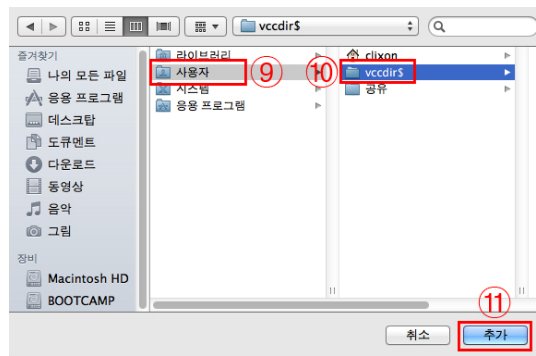 vccdir$
즐겨찾기
나의 모든 파일
응용 프로그램
데스크탑
도큐멘트
다운로드
동영상
음악
그림
장비
Macintosh HD
BOOTCAMP
라이브러리
사용자 ⑨
시스템
응용 프로그램
clixon
⑩ vccdir$
공유
⑪
취소
추가